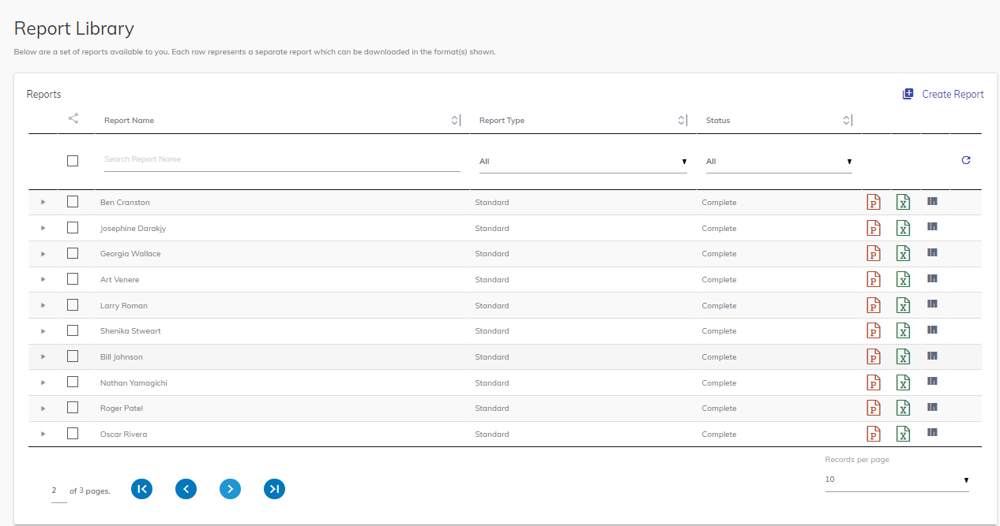 Report Library
Below are a set of reports available to you. Each row represents a separate report which can be downloaded in the format(s) shown.
Reports Create Report
Report Name Report Type Status
Search Report Name All All
Ben Cranston Standard Complete P X
Josephine Darakjy Standard Complete P X
Georgia Wallace Standard Complete P X
Art Venere Standard Complete P X
Larry Roman Standard Complete P X
Shenika Stweart Standard Complete P X
Bill Johnson Standard Complete P X
Nathan Yamagichi Standard Complete P X
Roger Patel Standard Complete P X
Oscar Rivera Standard Complete P X
Records per page
10
2 of 3 pages.